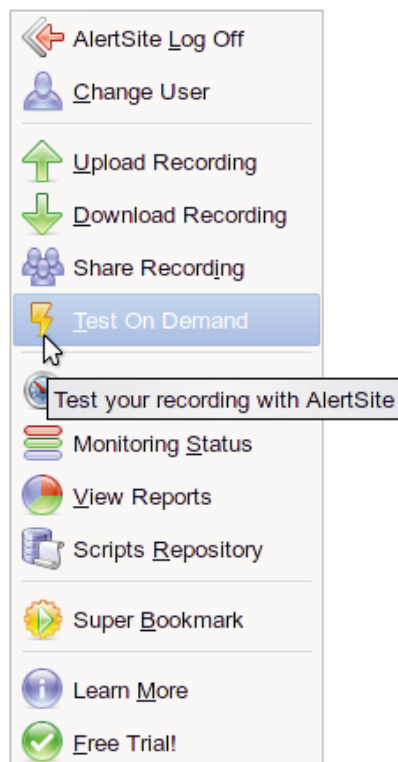 AlertSite Log Off
Change User
Upload Recording
Download Recording
Share Recording
Test On Demand
Test your recording with AlertSite
Monitoring Status
View Reports
Scripts Repository
Super Bookmark
Learn More
Free Trial!